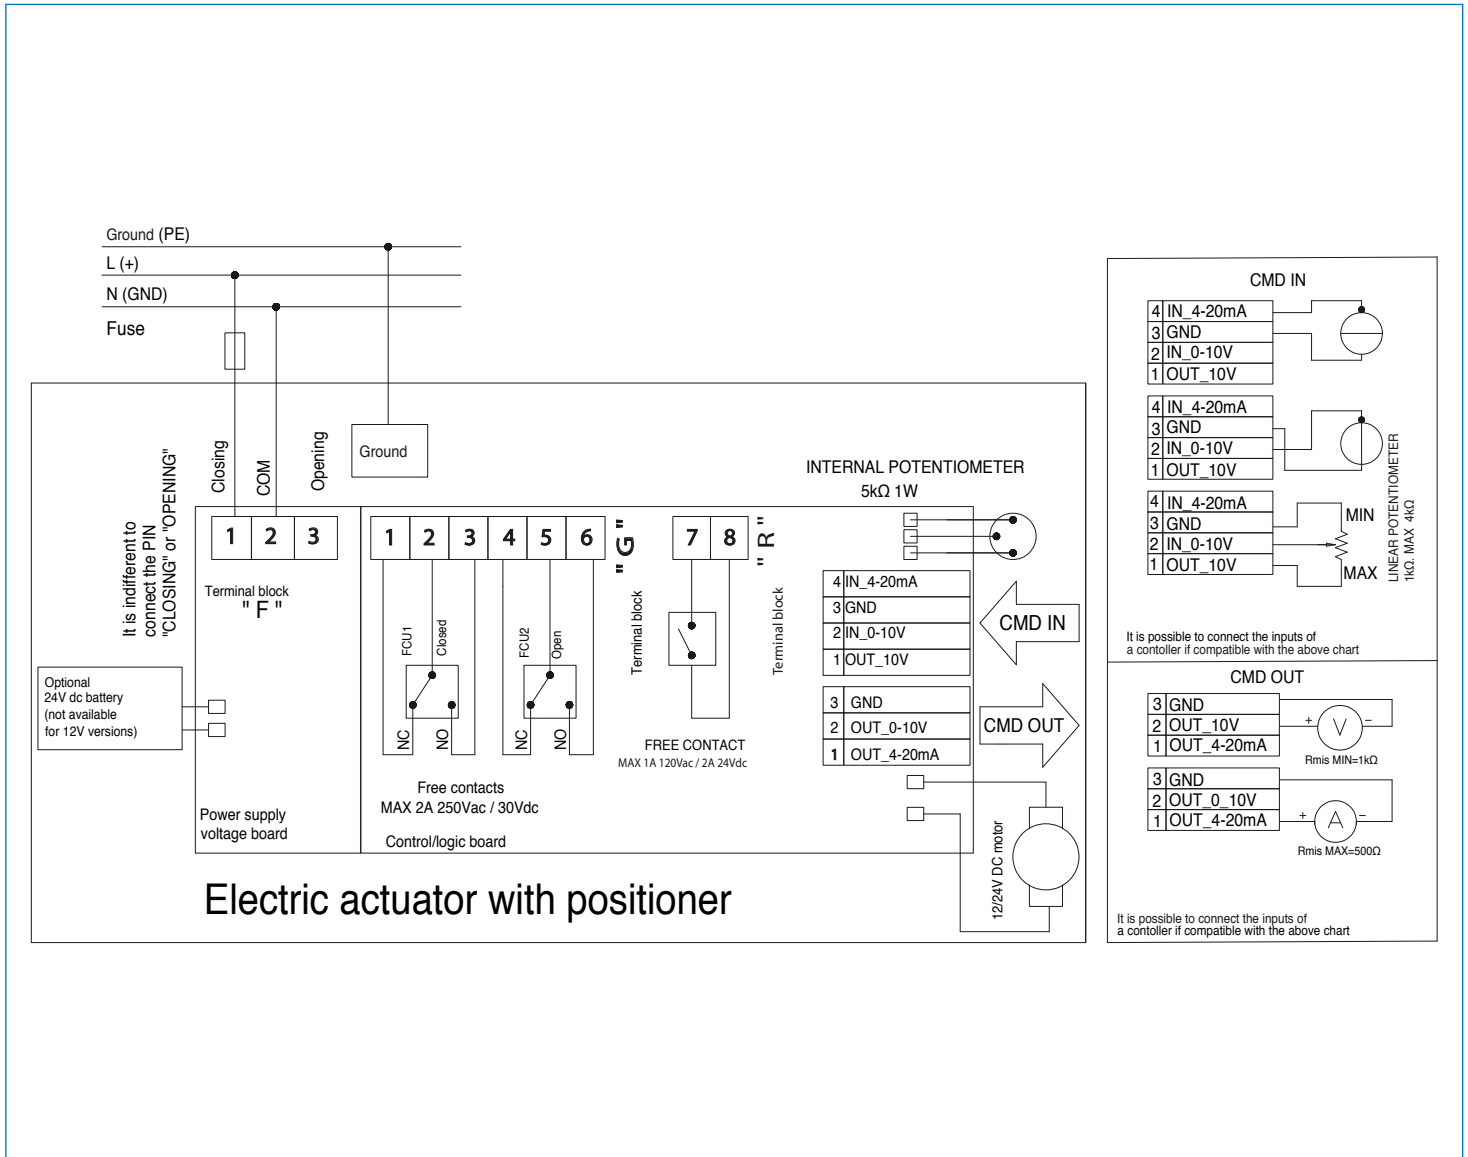 Ground (PE)
L (+)
N (GND)
Fuse
Closing
COM
Opening
Ground
It is indifferent to
connect the PIN
"CLOSING" or "OPENING"
1 2 3
Terminal block
" F "
Optional
24V dc battery
(not available
for 12V versions)
Power supply
voltage board
1 2 3 4 5 6
"G"
Terminal block
FCU1
Closed
FCU2
Open
NC
NO
NC
NO
Free contacts
MAX 2A 250Vac / 30Vdc
Control/logic board
7 8
" R "
Terminal block
FREE CONTACT
MAX 1A 120Vac / 2A 24Vdc
INTERNAL POTENTIOMETER
5kΩ 1W
4 IN_4-20mA
3 GND
2 IN_0-10V
1 OUT_10V
CMD IN
3 GND
2 OUT_0-10V
1 OUT_4-20mA
CMD OUT
12/24V DC motor
Electric actuator with positioner
CMD IN
4 IN_4-20mA
3 GND
2 IN_0-10V
1 OUT_10V
4 IN_4-20mA
3 GND
2 IN_0-10V
1 OUT_10V
4 IN_4-20mA
3 GND
2 IN_0-10V
1 OUT_10V
MIN
MAX
LINEAR POTENTIOMETER
1kΩ. MAX 4kΩ
It is possible to connect the inputs of
a contoller if compatible with the above chart
CMD OUT
3 GND
2 OUT_10V
1 OUT_4-20mA
+ V −
Rmis MIN=1kΩ
3 GND
2 OUT_0_10V
1 OUT_4-20mA
+ A −
Rmis MAX=500Ω
It is possible to connect the inputs of
a contoller if compatible with the above chart